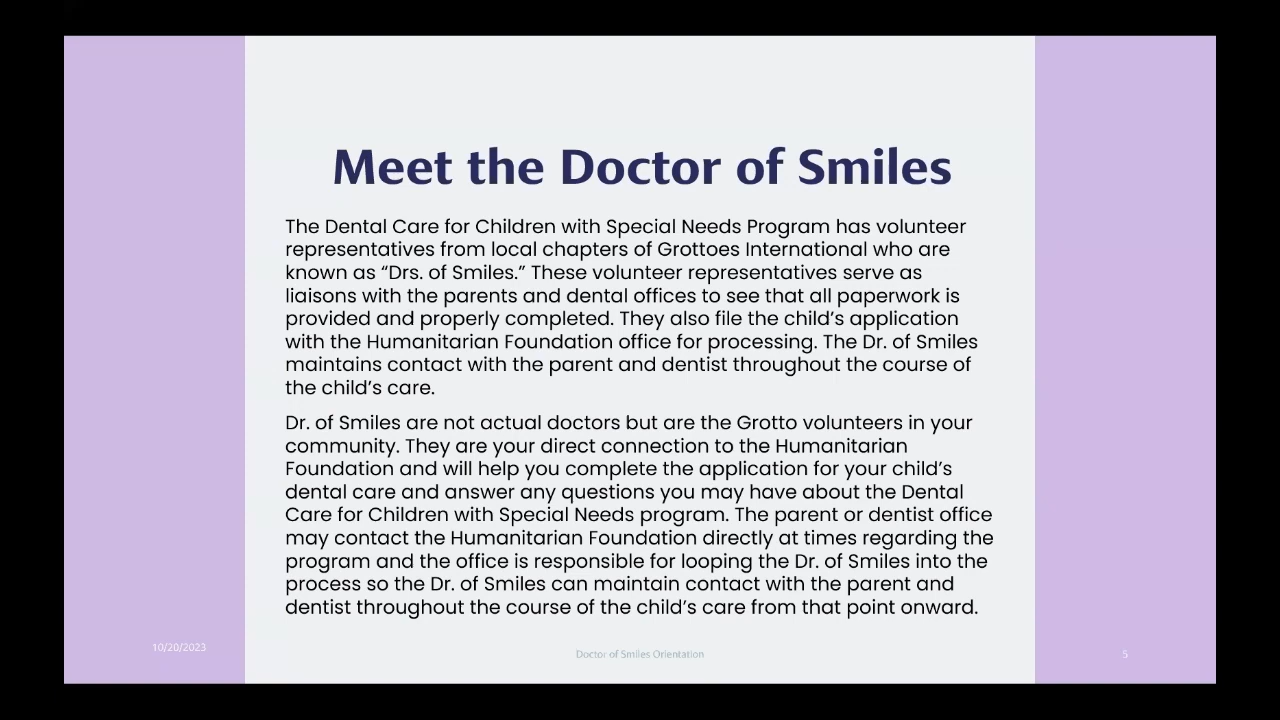 Meet the Doctor of Smiles
The Dental Care for Children with Special Needs Program has volunteer
representatives from local chapters of Grottoes International who are
known as “Drs. of Smiles.” These volunteer representatives serve as
liaisons with the parents and dental offices to see that all paperwork is
provided and properly completed. They also file the child’s application
with the Humanitarian Foundation office for processing. The Dr. of Smiles
maintains contact with the parent and dentist throughout the course of
the child’s care.
Dr. of Smiles are not actual doctors but are the Grotto volunteers in your
community. They are your direct connection to the Humanitarian
Foundation and will help you complete the application for your child’s
dental care and answer any questions you may have about the Dental
Care for Children with Special Needs program. The parent or dentist office
may contact the Humanitarian Foundation directly at times regarding the
program and the office is responsible for looping the Dr. of Smiles into the
process so the Dr. of Smiles can maintain contact with the parent and
dentist throughout the course of the child’s care from that point onward.
10/20/2023
Doctor of Smiles Orientation
5